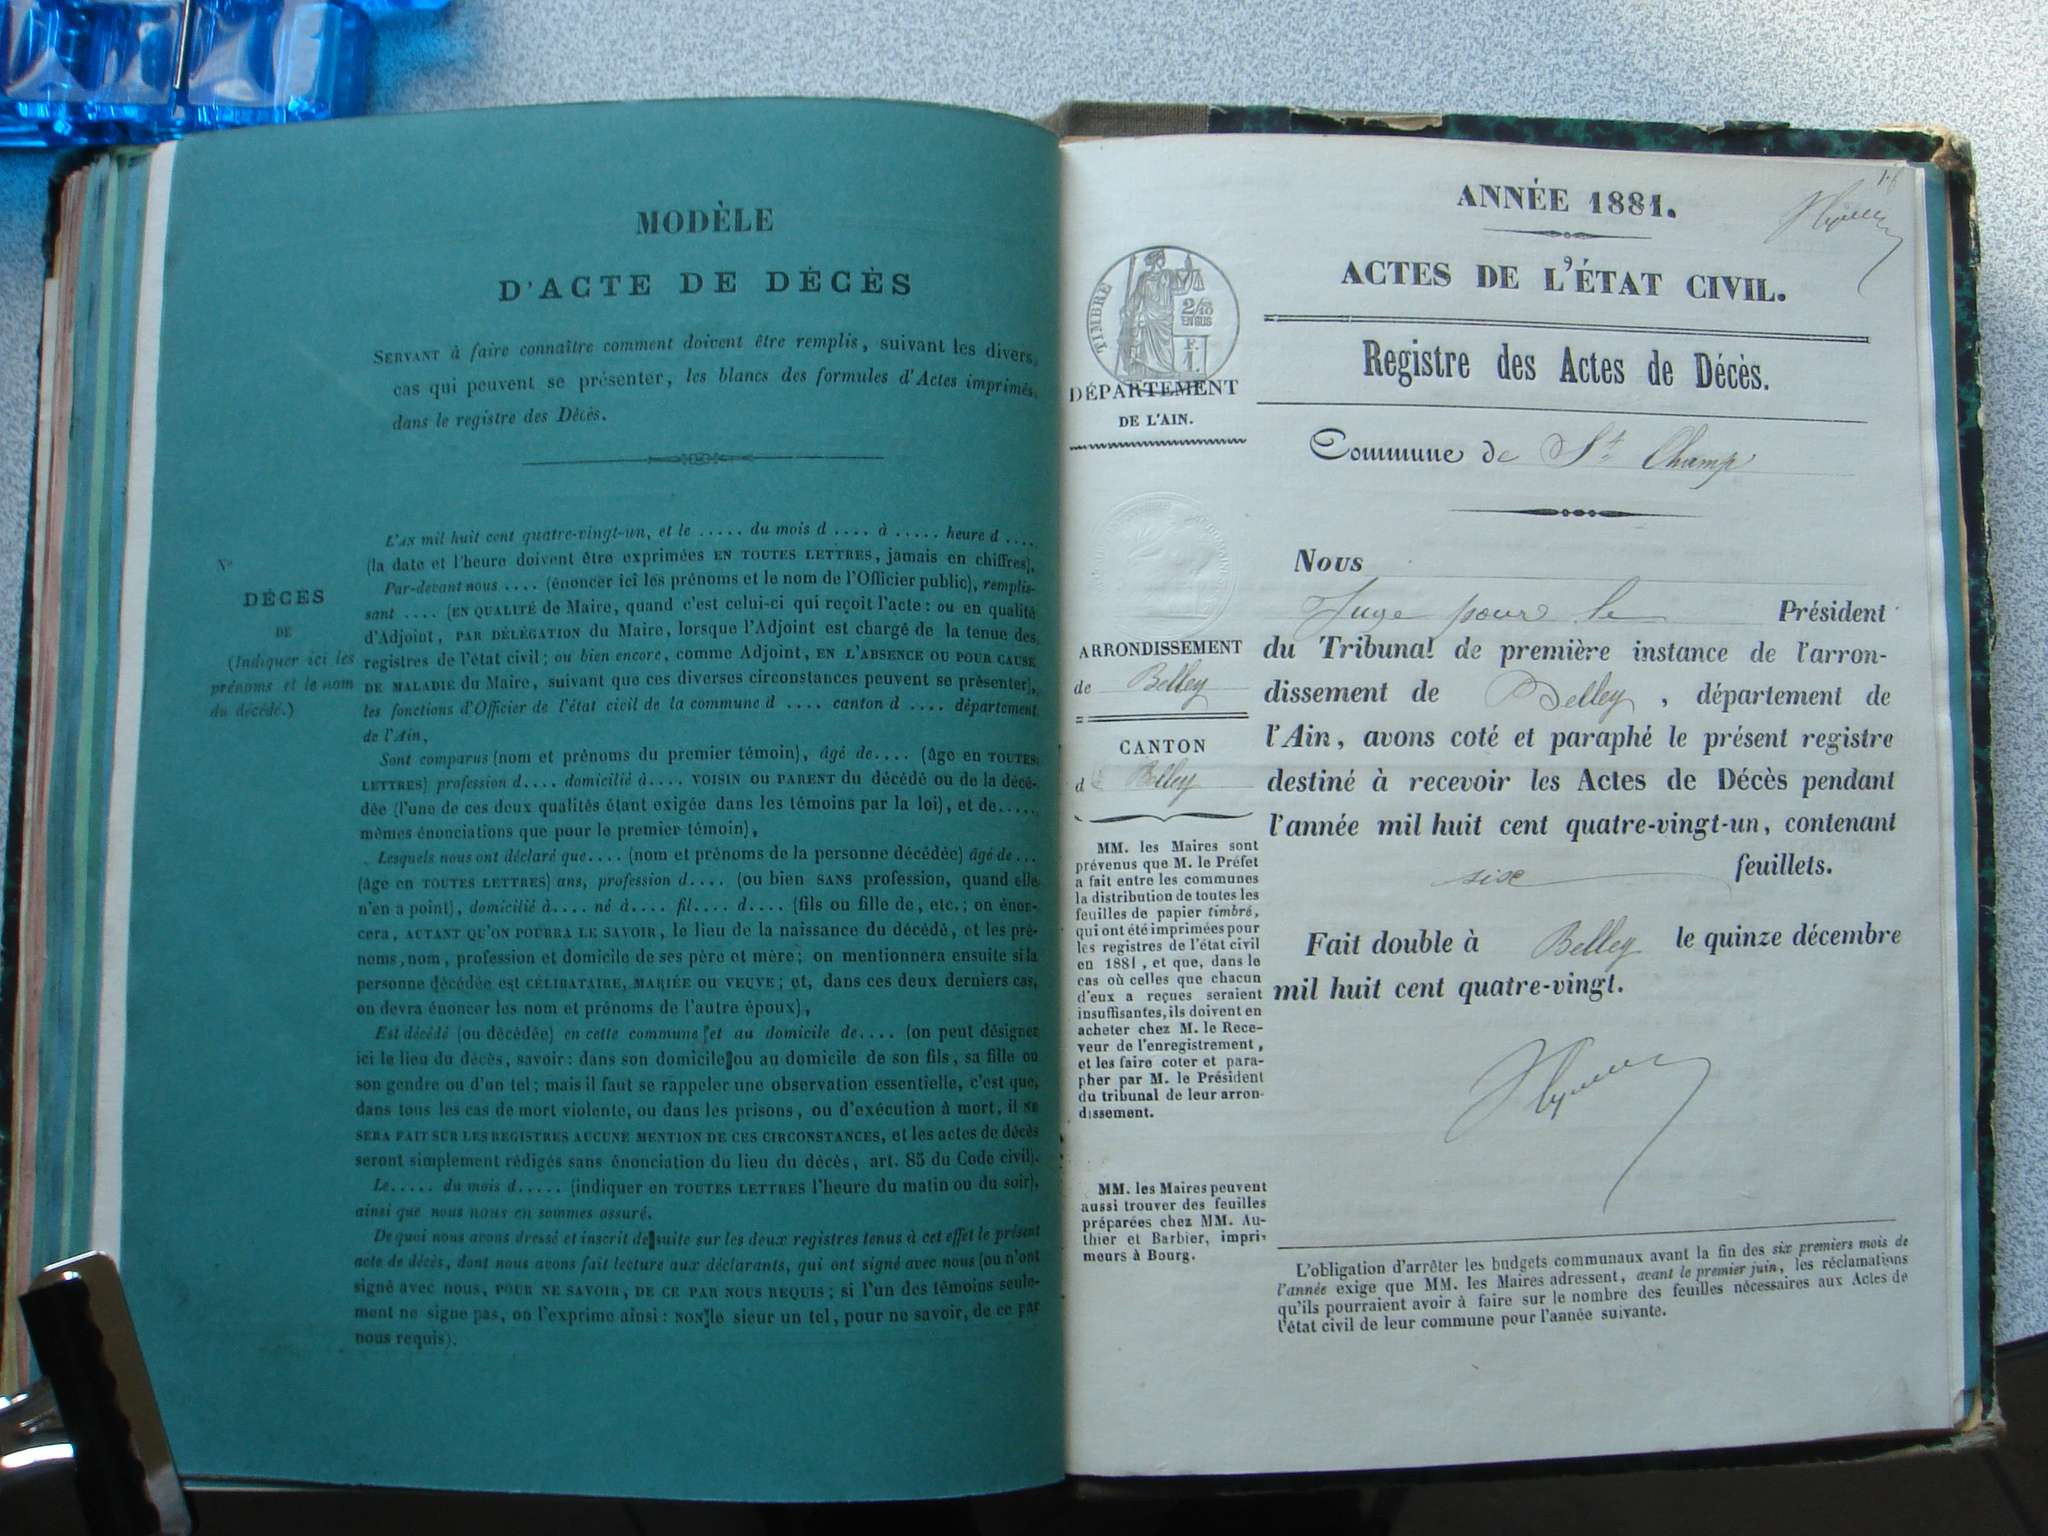 MODÈLE
D'ACTE DE DÉCÈS
SERVANT à faire connaître comment doivent être remplis, suivant les divers
cas qui peuvent se présenter, les blancs des formules d'Actes imprimés
dans le registre des Décès.
N°
DÉCES
DE
(Indiquer ici les
prénoms et le nom
du décédé.)
L'AN mil huit cent quatre-vingt-un, et le ..... du mois d .... à ..... heure d ....
(la date et l'heure doivent être exprimées EN TOUTES LETTRES, jamais en chiffres),
Par-devant nous .... (énoncer ici les prénoms et le nom de l'Officier public), remplis-
sant .... (EN QUALITÉ de Maire, quand c'est celui-ci qui reçoit l'acte: ou en qualité
d'Adjoint, PAR DÉLÉGATION du Maire, lorsque l'Adjoint est chargé de la tenue des
registres de l'état civil; ou bien encore, comme Adjoint, EN L'ABSENCE OU POUR CAUSE
DE MALADIE du Maire, suivant que ces diverses circonstances peuvent se présenter),
les fonctions d'Officier de l'état civil de la commune d .... canton d .... département
de l'Ain,
Sont comparus (nom et prénoms du premier témoin), âgé de.... (âge en TOUTES
LETTRES) profession d.... domicilié à.... VOISIN OU PARENT du décédé ou de la décé-
dée (l'une de ces deux qualités étant exigée dans les témoins par la loi), et de.....
mêmes énonciations que pour le premier témoin),
Lesquels nous ont déclaré que.... (nom et prénoms de la personne décédée) âgé de ...
(âge en TOUTES LETTRES) ans, profession d.... (ou bien SANS profession, quand elle
n'en a point), domicilié à.... né à.... fil.... d.... (fils ou fille de, etc.; on énon-
cera, AUTANT QU'ON POURRA LE SAVOIR, le lieu de la naissance du décédé, et les pré-
noms, nom, profession et domicile de ses père et mère; on mentionnera ensuite si la
personne décédée est CÉLIBATAIRE, MARIÉE OU VEUVE; et, dans ces deux derniers cas,
on devra énoncer les nom et prénoms de l'autre époux),
Est décédé (ou décédée) en cette commune et au domicile de.... (on peut désigner
ici le lieu du décès, savoir: dans son domicile ou au domicile de son fils, sa fille ou
son gendre ou d'un tel; mais il faut se rappeler une observation essentielle, c'est que,
dans tous les cas de mort violente, ou dans les prisons, ou d'exécution à mort, il NE
SERA FAIT SUR LES REGISTRES AUCUNE MENTION DE CES CIRCONSTANCES, et les actes de décès
seront simplement rédigés sans énonciation du lieu du décès, art. 85 du Code civil).
Le..... du mois d..... (indiquer en TOUTES LETTRES l'heure du matin ou du soir),
ainsi que nous nous en sommes assuré.
De quoi nous avons dressé et inscrit de suite sur les deux registres tenus à cet effet le présent
acte de décès, dont nous avons fait lecture aux déclarants, qui ont signé avec nous (ou n'ont
signé avec nous, POUR NE SAVOIR, DE CE PAR NOUS REQUIS; si l'un des témoins seule-
ment ne signe pas, on l'exprime ainsi: NON le sieur un tel, pour ne savoir, de ce par
nous requis).
ANNÉE 1881.
ACTES DE L'ÉTAT CIVIL.
Registre des Actes de Décès.
TIMBRE
2/10
EN SUS
F.
1.
DÉPARTEMENT
DE L'AIN.
Commune de St Champ
ARRONDISSEMENT
de Belley
CANTON
de Belley
MM. les Maires sont
prévenus que M. le Préfet
a fait entre les communes
la distribution de toutes les
feuilles de papier timbré,
qui ont été imprimées pour
les registres de l'état civil
en 1881, et que, dans le
cas où celles que chacun
d'eux a reçues seraient
insuffisantes, ils doivent en
acheter chez M. le Rece-
veur de l'enregistrement,
et les faire coter et para-
pher par M. le Président
du tribunal de leur arron-
dissement.
MM. les Maires peuvent
aussi trouver des feuilles
préparées chez MM. Au-
thier et Barbier, impri-
meurs à Bourg.
Nous
Juge pour le Président
du Tribunal de première instance de l'arron-
dissement de Belley, département de
l'Ain, avons coté et paraphé le présent registre
destiné à recevoir les Actes de Décès pendant
l'année mil huit cent quatre-vingt-un, contenant
six feuillets.
Fait double à Belley le quinze décembre
mil huit cent quatre-vingt.
L'obligation d'arrêter les budgets communaux avant la fin des six premiers mois de
l'année exige que MM. les Maires adressent, avant le premier juin, les réclamations
qu'ils pourraient avoir à faire sur le nombre des feuilles nécessaires aux Actes de
l'état civil de leur commune pour l'année suivante.